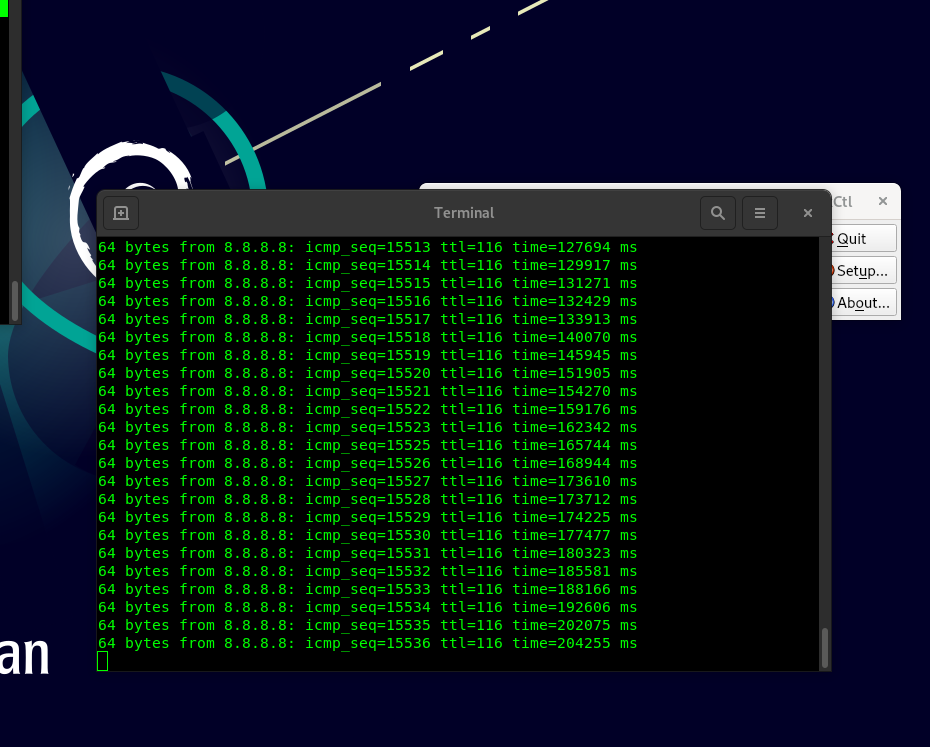 Terminal
Ctl
Quit
Setup...
About...
64 bytes from 8.8.8.8: icmp_seq=15513 ttl=116 time=127694 ms
64 bytes from 8.8.8.8: icmp_seq=15514 ttl=116 time=129917 ms
64 bytes from 8.8.8.8: icmp_seq=15515 ttl=116 time=131271 ms
64 bytes from 8.8.8.8: icmp_seq=15516 ttl=116 time=132429 ms
64 bytes from 8.8.8.8: icmp_seq=15517 ttl=116 time=133913 ms
64 bytes from 8.8.8.8: icmp_seq=15518 ttl=116 time=140070 ms
64 bytes from 8.8.8.8: icmp_seq=15519 ttl=116 time=145945 ms
64 bytes from 8.8.8.8: icmp_seq=15520 ttl=116 time=151905 ms
64 bytes from 8.8.8.8: icmp_seq=15521 ttl=116 time=154270 ms
64 bytes from 8.8.8.8: icmp_seq=15522 ttl=116 time=159176 ms
64 bytes from 8.8.8.8: icmp_seq=15523 ttl=116 time=162342 ms
64 bytes from 8.8.8.8: icmp_seq=15525 ttl=116 time=165744 ms
64 bytes from 8.8.8.8: icmp_seq=15526 ttl=116 time=168944 ms
64 bytes from 8.8.8.8: icmp_seq=15527 ttl=116 time=173610 ms
64 bytes from 8.8.8.8: icmp_seq=15528 ttl=116 time=173712 ms
64 bytes from 8.8.8.8: icmp_seq=15529 ttl=116 time=174225 ms
64 bytes from 8.8.8.8: icmp_seq=15530 ttl=116 time=177477 ms
64 bytes from 8.8.8.8: icmp_seq=15531 ttl=116 time=180323 ms
64 bytes from 8.8.8.8: icmp_seq=15532 ttl=116 time=185581 ms
64 bytes from 8.8.8.8: icmp_seq=15533 ttl=116 time=188166 ms
64 bytes from 8.8.8.8: icmp_seq=15534 ttl=116 time=192606 ms
64 bytes from 8.8.8.8: icmp_seq=15535 ttl=116 time=202075 ms
64 bytes from 8.8.8.8: icmp_seq=15536 ttl=116 time=204255 ms
an